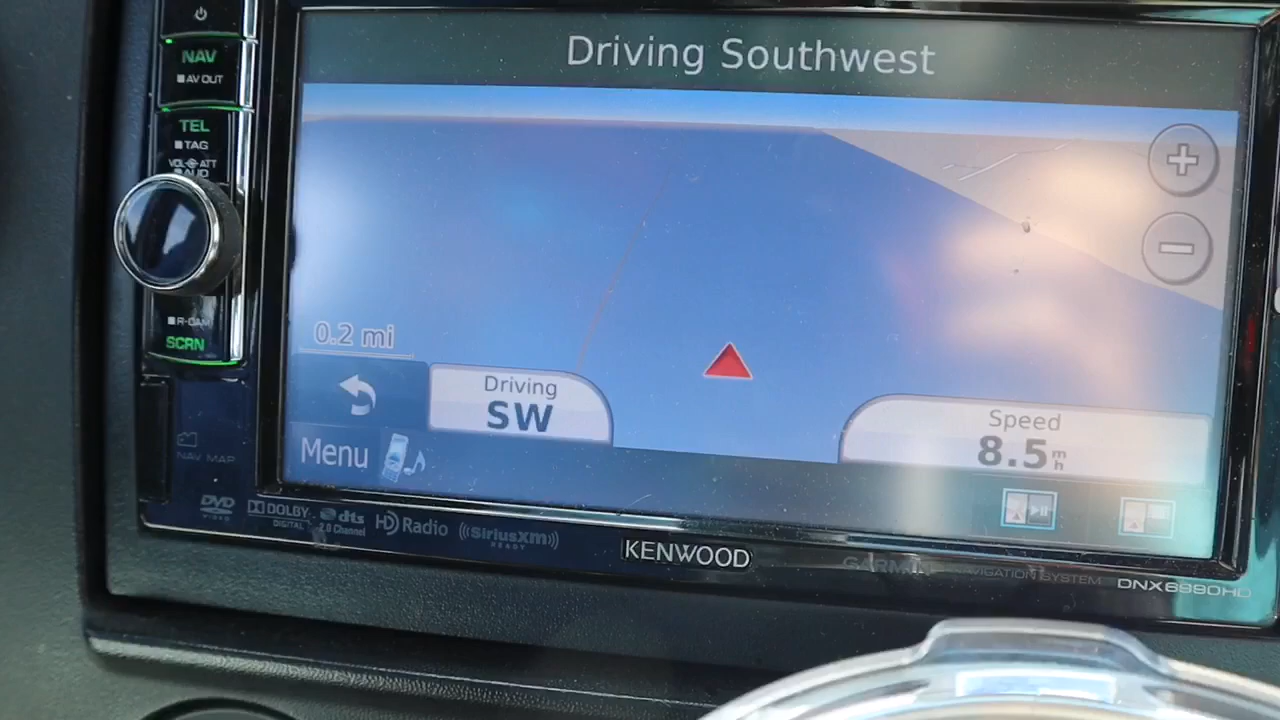 Driving Southwest
NAV
AV OUT
TEL
TAG
VOL ATT
AUD
R-CAM
SCRN
NAV MAP
0.2 mi
Driving
SW
Speed
8.5 mh
Menu
DVD
VIDEO
DOLBY
DIGITAL
dts
2.0 Channel
HD Radio
SiriusXM
READY
KENWOOD
GARMIN NAVIGATION SYSTEM
DNX6990HD